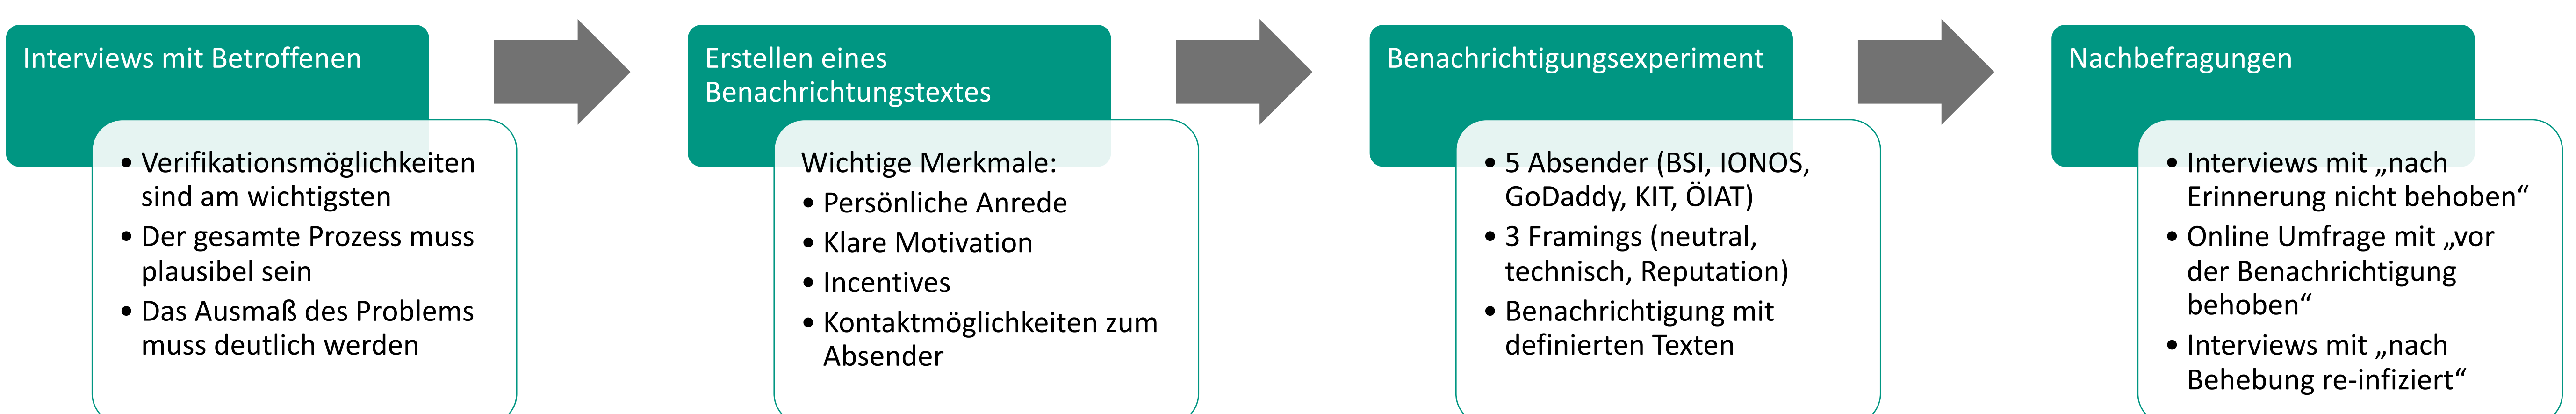 Interviews mit Betroffenen
• Verifikationsmöglichkeiten
sind am wichtigsten
• Der gesamte Prozess muss
plausibel sein
• Das Ausmaß des Problems
muss deutlich werden
Erstellen eines
Benachrichtungstextes
Wichtige Merkmale:
• Persönliche Anrede
• Klare Motivation
• Incentives
• Kontaktmöglichkeiten zum
Absender
Benachrichtigungsexperiment
• 5 Absender (BSI, IONOS,
GoDaddy, KIT, ÖIAT)
• 3 Framings (neutral,
technisch, Reputation)
• Benachrichtigung mit
definierten Texten
Nachbefragungen
• Interviews mit „nach
Erinnerung nicht behoben“
• Online Umfrage mit „vor
der Benachrichtigung
behoben“
• Interviews mit „nach
Behebung re-infiziert“